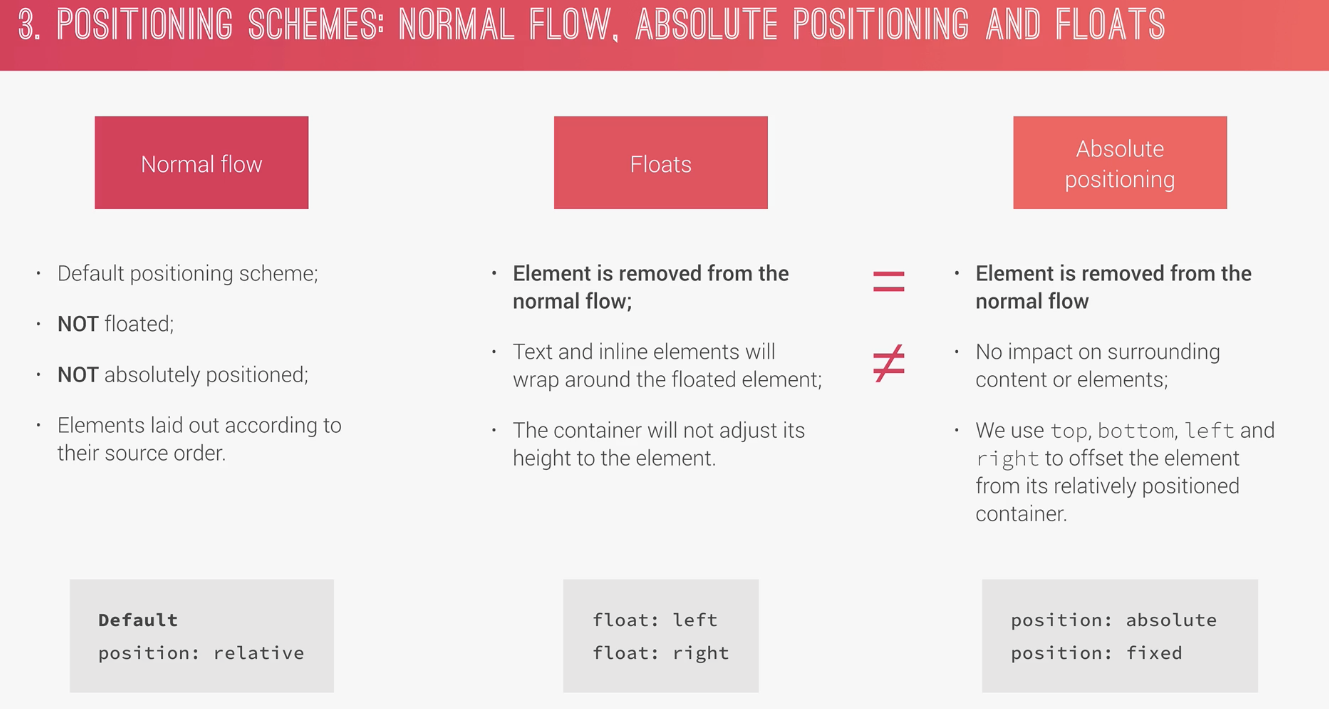 3. POSITIONING SCHEMES: NORMAL FLOW, ABSOLUTE POSITIONING AND FLOATS
Normal flow
• Default positioning scheme;
• NOT floated;
• NOT absolutely positioned;
• Elements laid out according to
their source order.
Default
position: relative
Floats
• Element is removed from the
normal flow;
• Text and inline elements will
wrap around the floated element;
• The container will not adjust its
height to the element.
float: left
float: right
=
≠
Absolute
positioning
• Element is removed from the
normal flow
• No impact on surrounding
content or elements;
• We use top, bottom, left and
right to offset the element
from its relatively positioned
container.
position: absolute
position: fixed